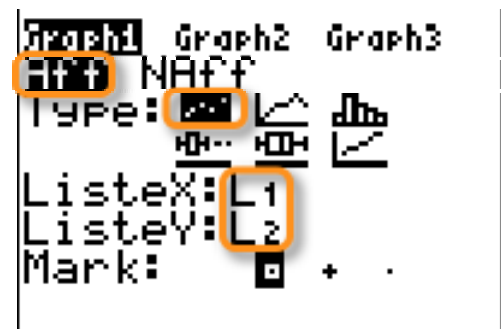 Graph1 Graph2 Graph3
Aff NAff
Type:
ListeX:L1
ListeY:L2
Mark: + ·